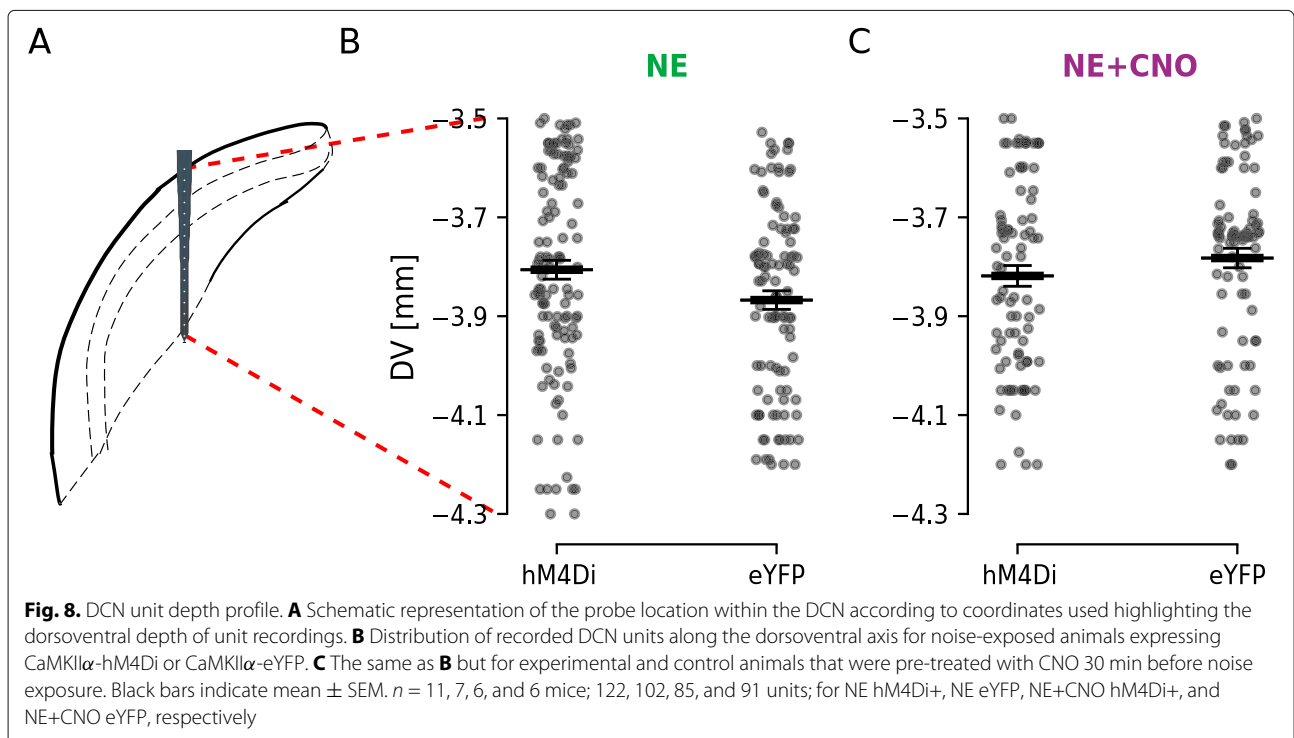 A
B
C
NE
NE+CNO
DV [mm]
−3.5
−3.7
−3.9
−4.1
−4.3
hM4Di
eYFP
−3.5
−3.7
−3.9
−4.1
−4.3
hM4Di
eYFP
Fig. 8. DCN unit depth profile. A Schematic representation of the probe location within the DCN according to coordinates used highlighting the
dorsoventral depth of unit recordings. B Distribution of recorded DCN units along the dorsoventral axis for noise-exposed animals expressing
CaMKIIα-hM4Di or CaMKIIα-eYFP. C The same as B but for experimental and control animals that were pre-treated with CNO 30 min before noise
exposure. Black bars indicate mean ± SEM. n = 11, 7, 6, and 6 mice; 122, 102, 85, and 91 units; for NE hM4Di+, NE eYFP, NE+CNO hM4Di+, and
NE+CNO eYFP, respectively